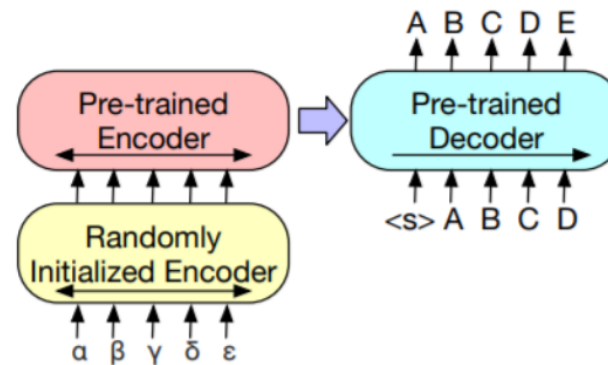 A B C D E
Pre-trained
Encoder
Pre-trained
Decoder
<s> A B C D
Randomly
Initialized Encoder
α β γ δ ε